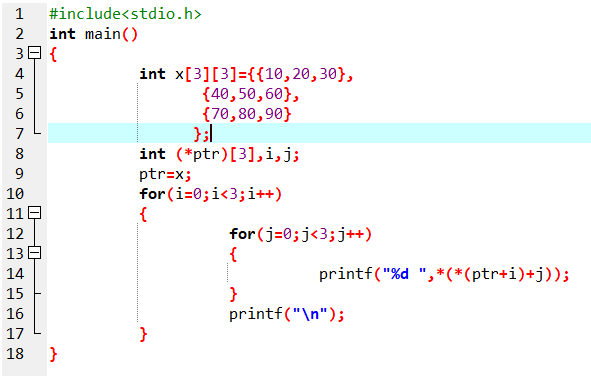 1 #include<stdio.h>
2 int main()
3 {
4 int x[3][3]={{10,20,30},
5 {40,50,60},
6 {70,80,90}
7 };
8 int (*ptr)[3],i,j;
9 ptr=x;
10 for(i=0;i<3;i++)
11 {
12 for(j=0;j<3;j++)
13 {
14 printf("%d ",*(*(ptr+i)+j));
15 }
16 printf("\n");
17 }
18 }